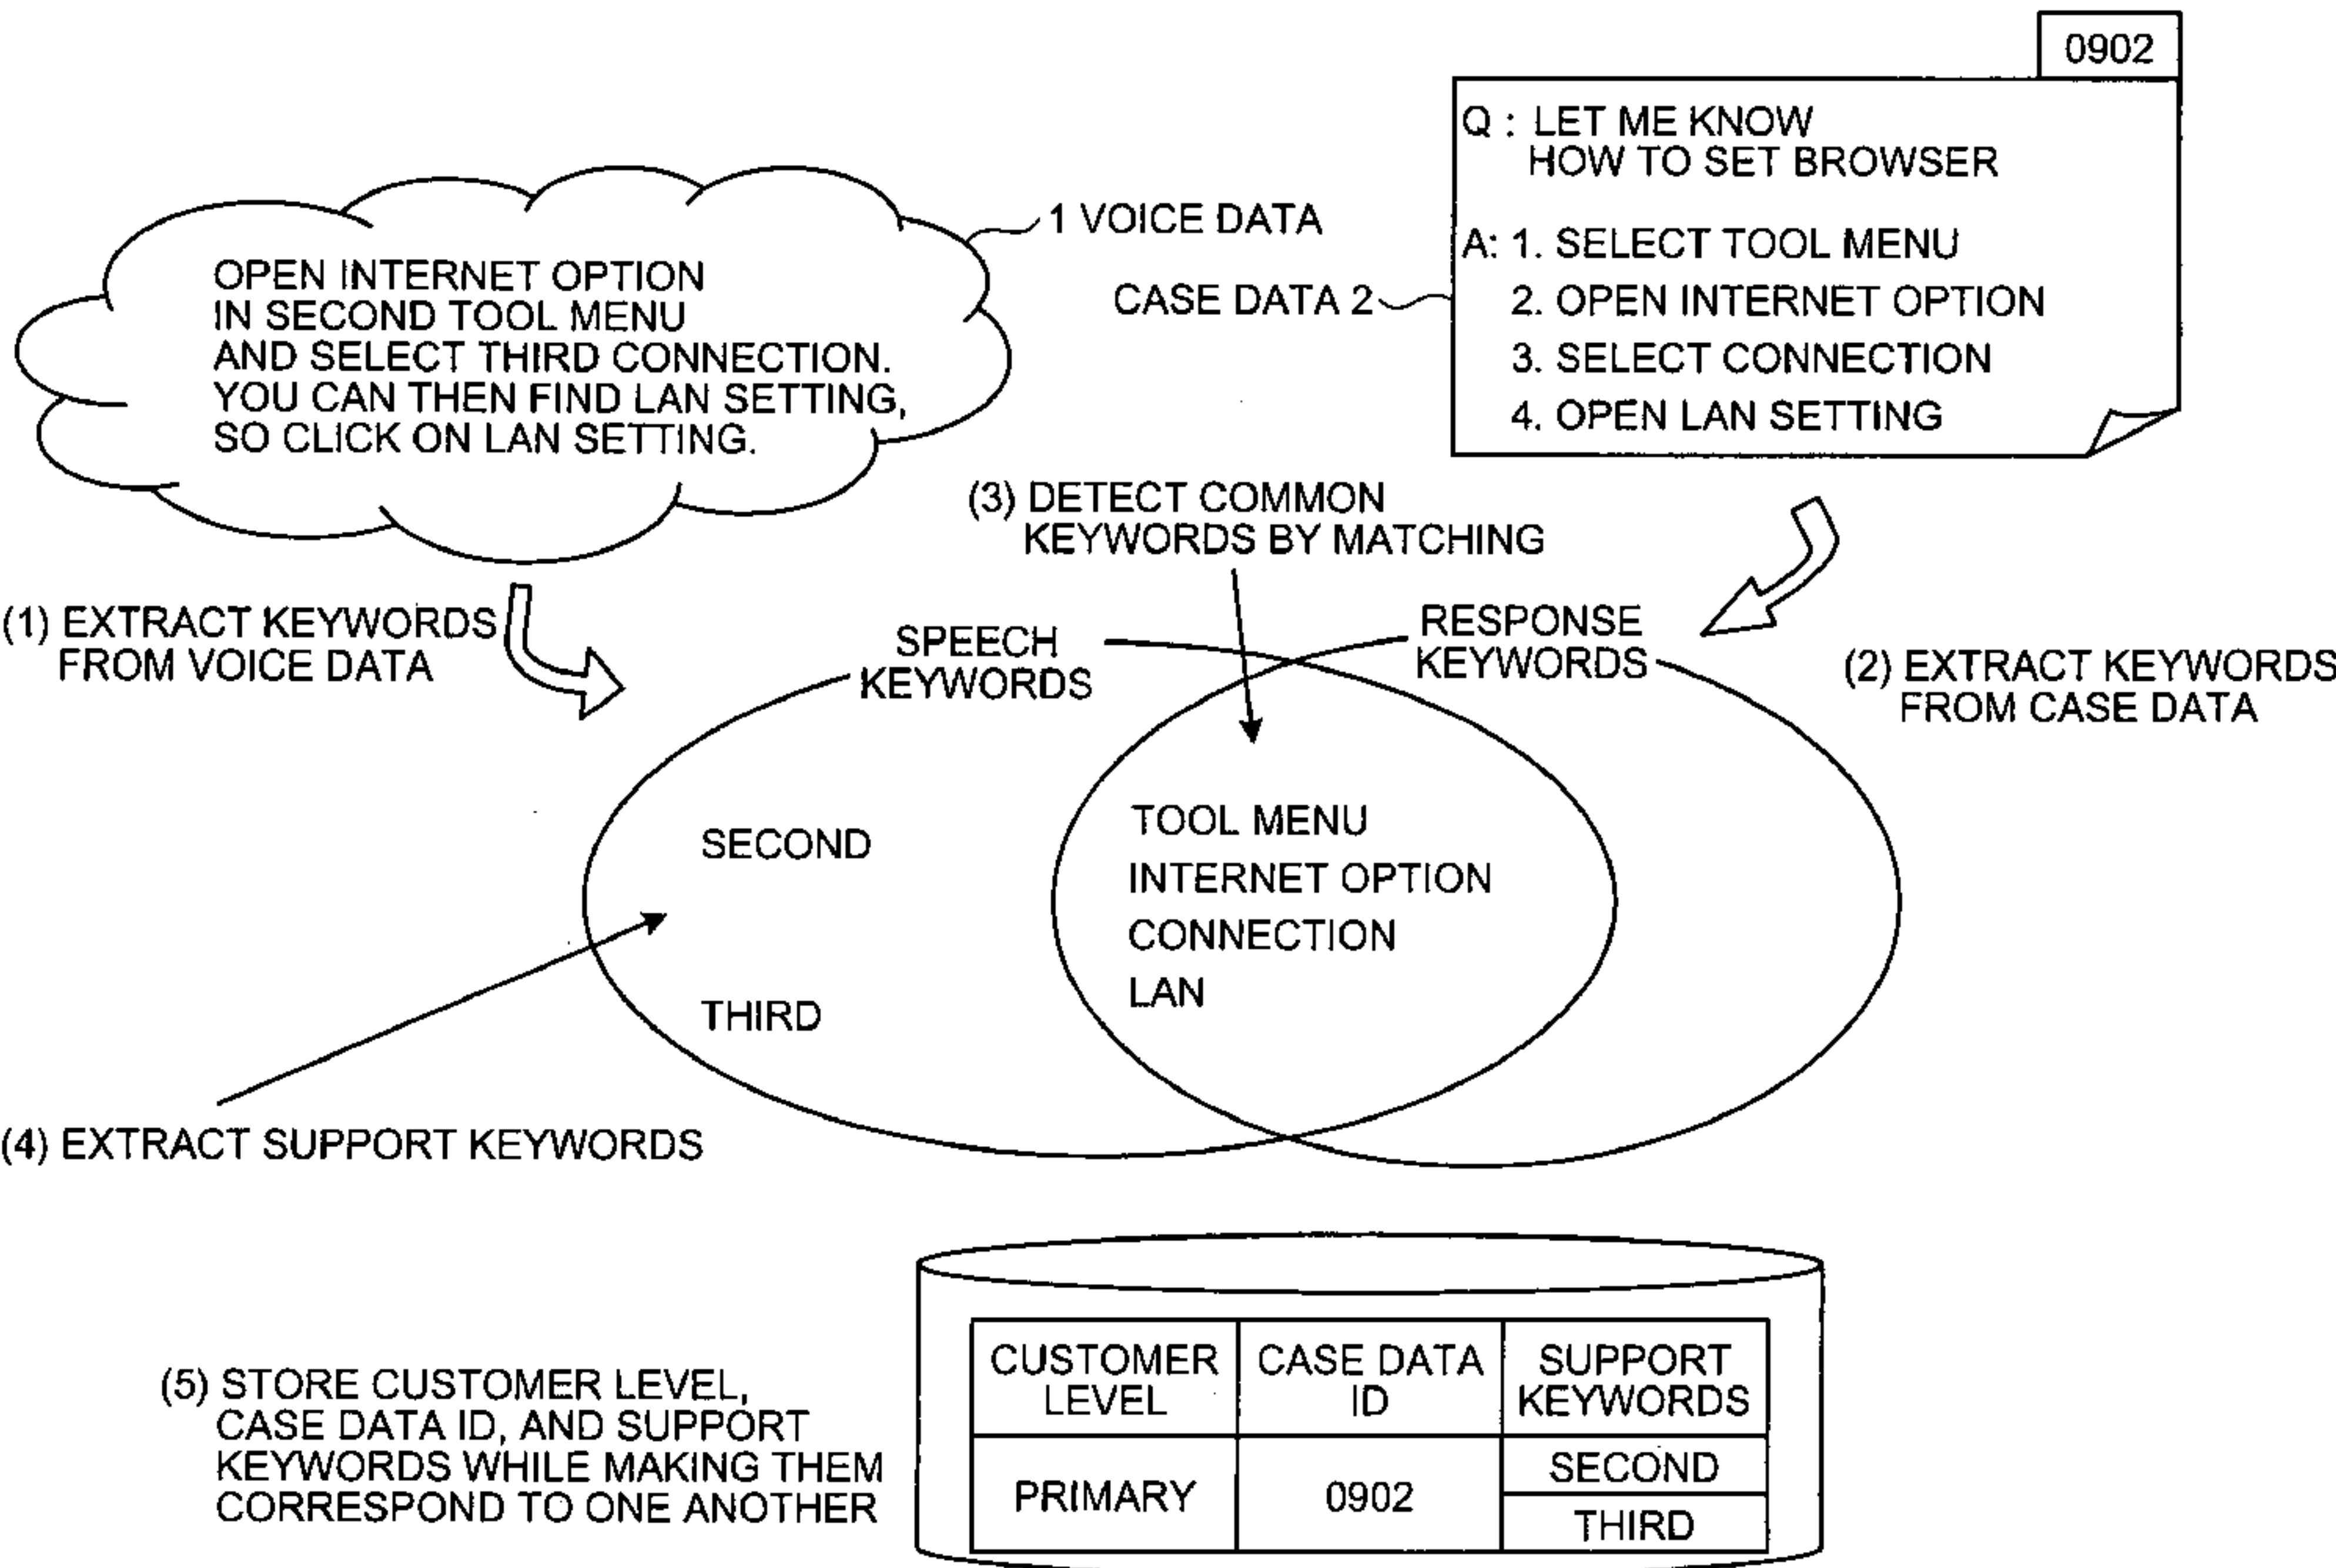 0902
Q : LET ME KNOW
HOW TO SET BROWSER
A: 1. SELECT TOOL MENU
2. OPEN INTERNET OPTION
3. SELECT CONNECTION
4. OPEN LAN SETTING
1 VOICE DATA
CASE DATA 2
OPEN INTERNET OPTION
IN SECOND TOOL MENU
AND SELECT THIRD CONNECTION.
YOU CAN THEN FIND LAN SETTING,
SO CLICK ON LAN SETTING.
(3) DETECT COMMON
KEYWORDS BY MATCHING
(1) EXTRACT KEYWORDS
FROM VOICE DATA
SPEECH
KEYWORDS
RESPONSE
KEYWORDS
(2) EXTRACT KEYWORDS
FROM CASE DATA
SECOND
THIRD
TOOL MENU
INTERNET OPTION
CONNECTION
LAN
(4) EXTRACT SUPPORT KEYWORDS
(5) STORE CUSTOMER LEVEL,
CASE DATA ID, AND SUPPORT
KEYWORDS WHILE MAKING THEM
CORRESPOND TO ONE ANOTHER
CUSTOMER
LEVEL
CASE DATA
ID
SUPPORT
KEYWORDS
PRIMARY
0902
SECOND
THIRD